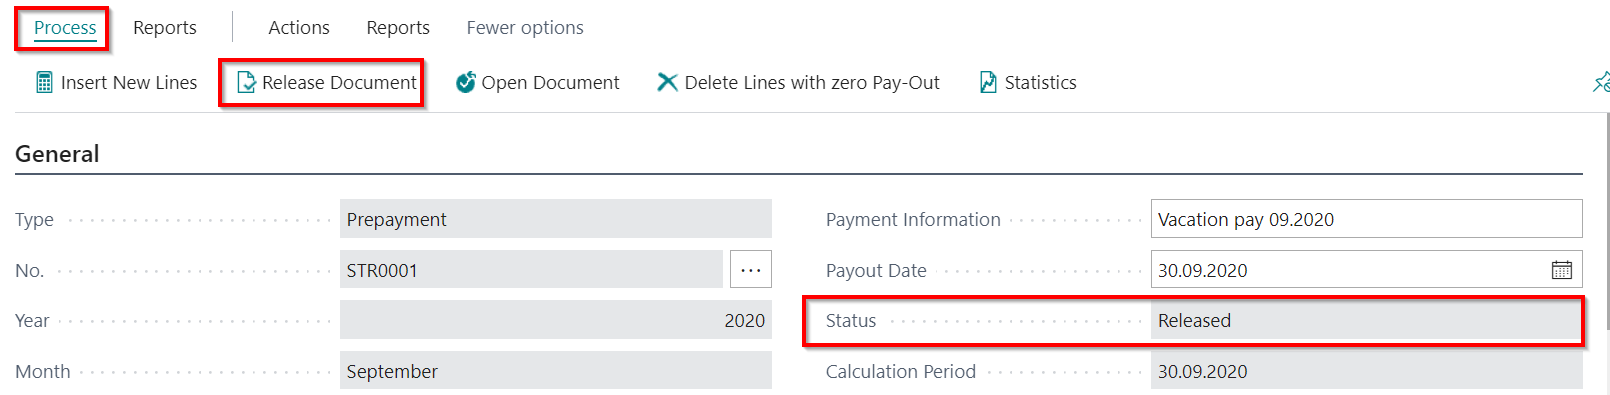 Process Reports Actions Reports Fewer options
Insert New Lines Release Document Open Document Delete Lines with zero Pay-Out Statistics
General
Type Prepayment Payment Information Vacation pay 09.2020
No. STR0001 ... Payout Date 30.09.2020
Year 2020 Status Released
Month September Calculation Period 30.09.2020